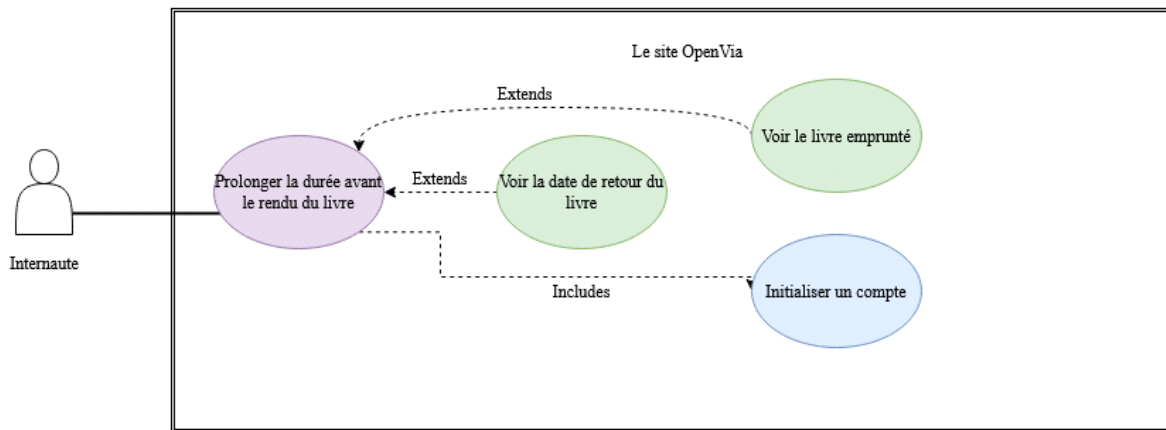 Le site OpenVia
Extends
Voir le livre emprunté
Prolonger la durée avant
le rendu du livre
Extends
Voir la date de retour du
livre
Internaute
Includes
Initialiser un compte